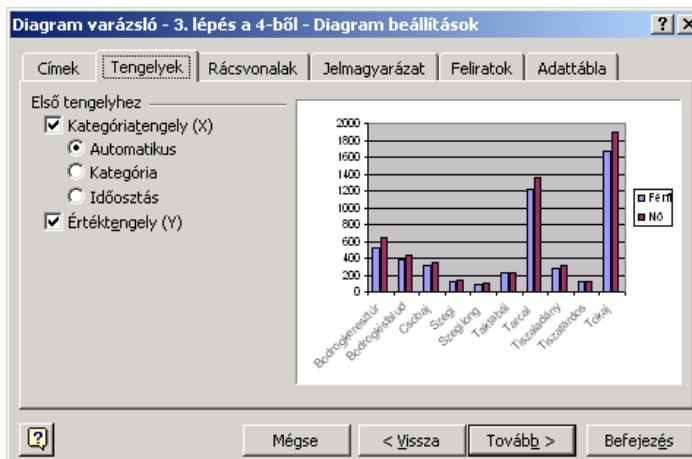 Diagram varázsló - 3. lépés a 4-ből - Diagram beállítások
Címek
Tengelyek
Rácsvonalak
Jelmagyarázat
Feliratok
Adattábla
Első tengelyhez
Kategóriatengely (X)
Automatikus
Kategória
Időosztás
Értéktengely (Y)
2000
1800
1600
1400
1200
1000
800
600
400
200
0
Bodrogkeresztúr
Bodrogkisfalud
Csobaj
Szegi
Szegilong
Taktabáj
Tarcal
Tiszaladány
Tiszatardos
Tokaj
Férfi
Nő
Mégse
< Vissza
Tovább >
Befejezés